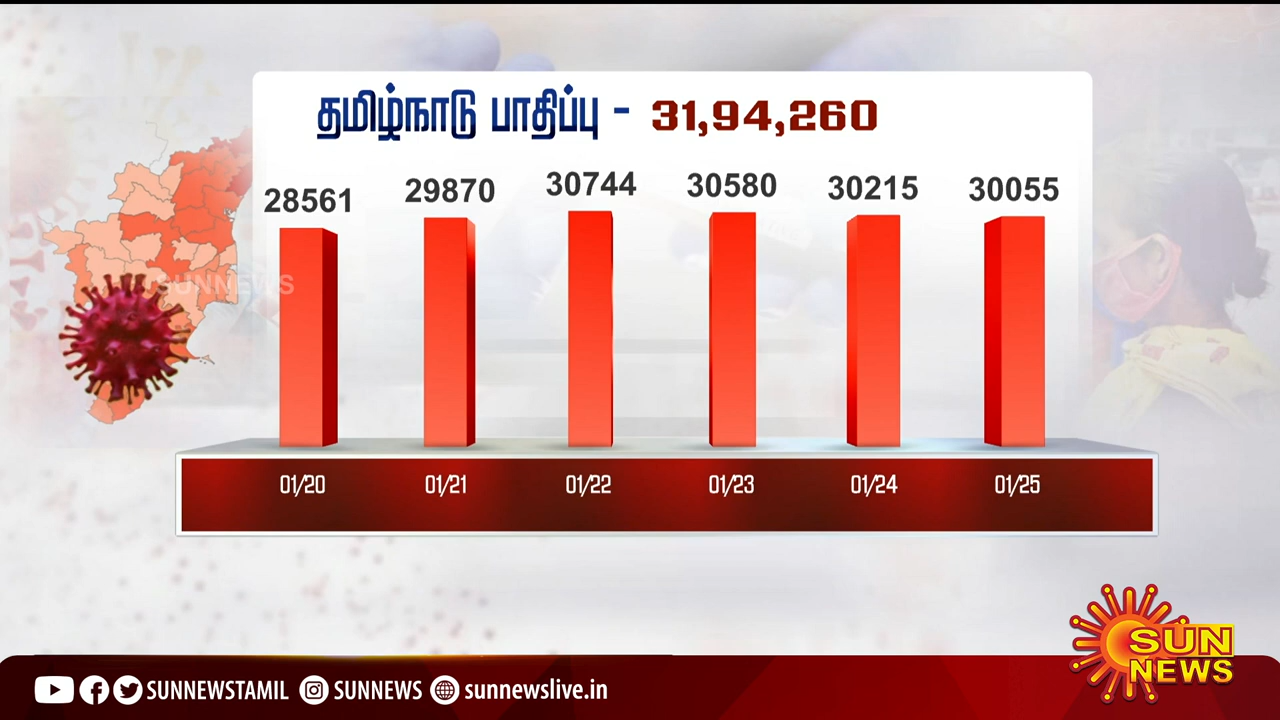 தமிழ்நாடு பாதிப்பு - 31,94,260
28561 29870 30744 30580 30215 30055
SUNNEWS
01/20 01/21 01/22 01/23 01/24 01/25
SUN
NEWS
SUNNEWSTAMIL SUNNEWS sunnewslive.in